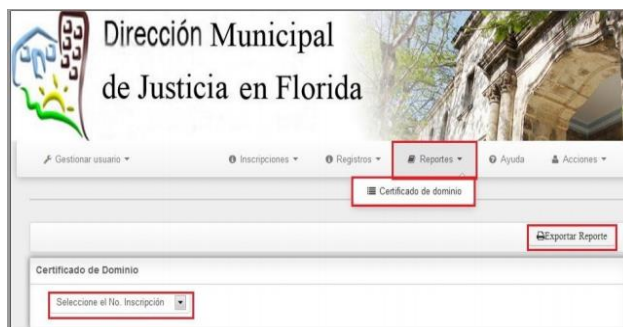 Dirección Municipal
de Justicia en Florida
Gestionar usuario
Inscripciones
Registros
Reportes
Ayuda
Acciones
Certificado de dominio
Exportar Reporte
Certificado de Dominio
Seleccione el No. Inscripción